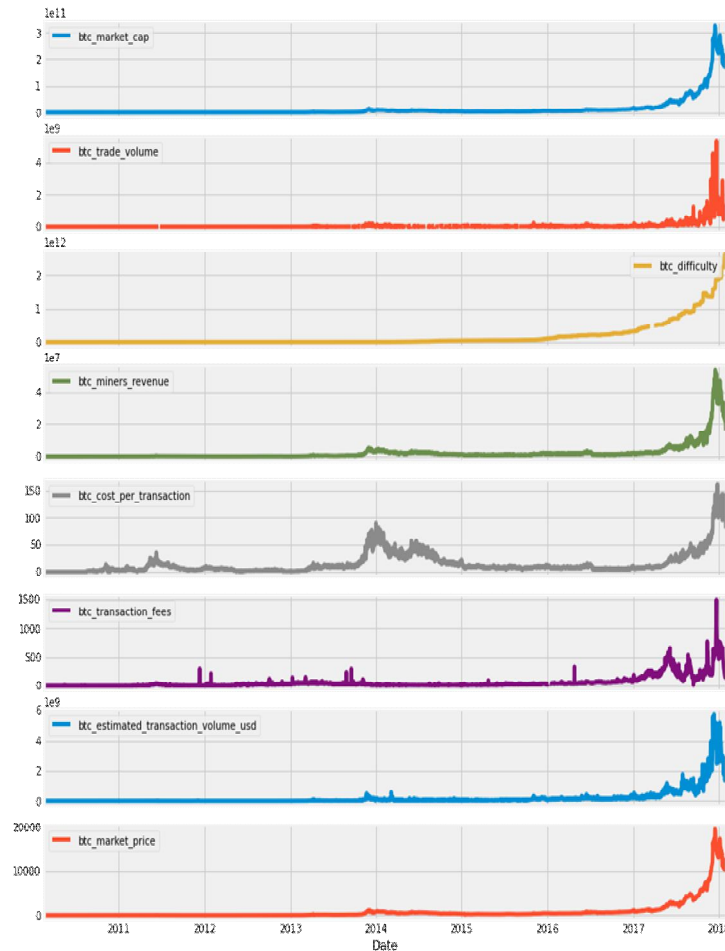 1e11
btc_market_cap
3
2
1
0
1e9
btc_trade_volume
4
2
0
1e12
btc_difficulty
2
1
0
1e7
btc_miners_revenue
4
2
0
btc_cost_per_transaction
150
100
50
0
btc_transaction_fees
1500
1000
500
0
1e9
6
btc_estimated_transaction_volume_usd
4
2
0
20000
btc_market_price
10000
0
2011 2012 2013 2014 2015 2016 2017 201
Date